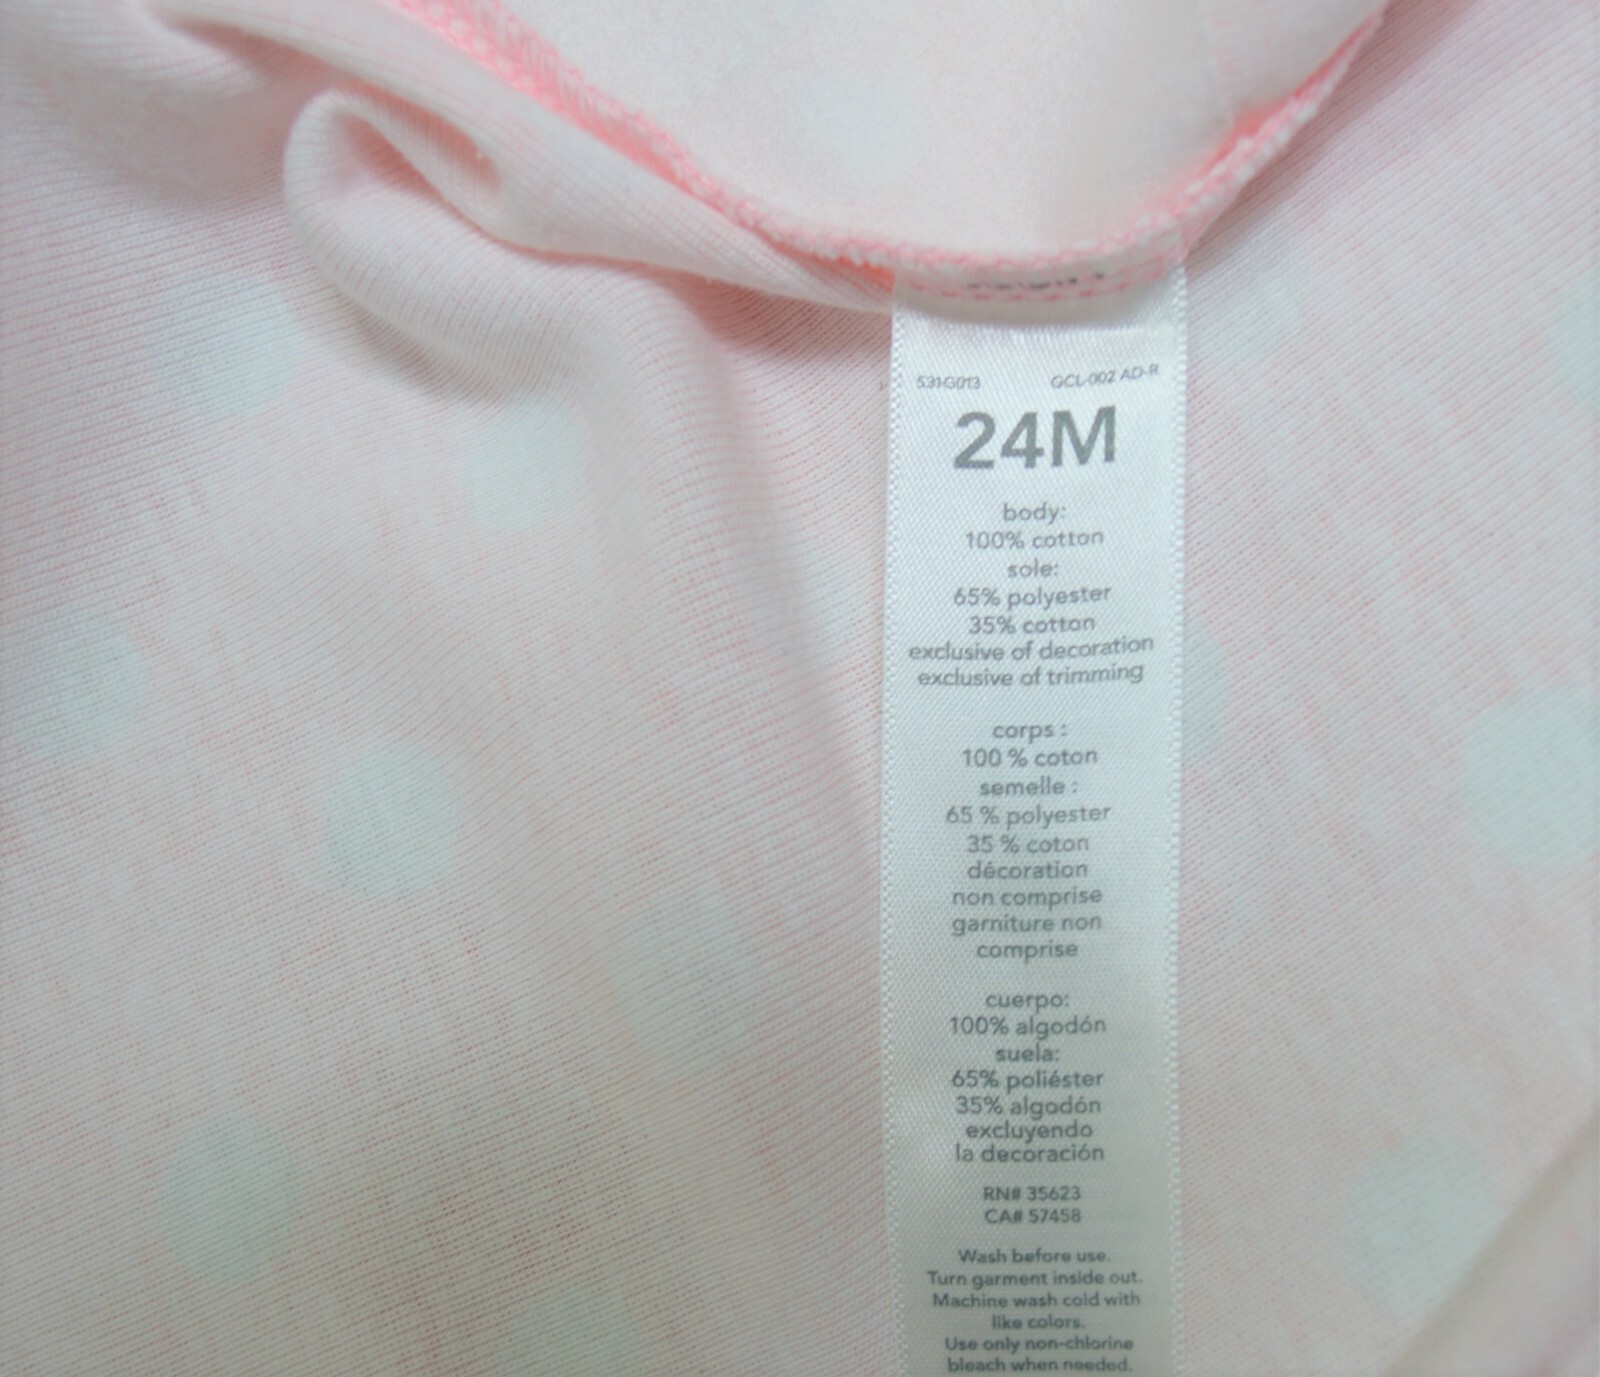 531G013 GCL-002 AD-R
24M
body:
100% cotton
sole:
65% polyester
35% cotton
exclusive of decoration
exclusive of trimming
corps :
100 % coton
semelle :
65 % polyester
35 % coton
décoration
non comprise
garniture non
comprise
cuerpo:
100% algodón
suela:
65% poliéster
35% algodón
excluyendo
la decoración
RN# 35623
CA# 57458
Wash before use.
Turn garment inside out.
Machine wash cold with
like colors.
Use only non-chlorine
bleach when needed.